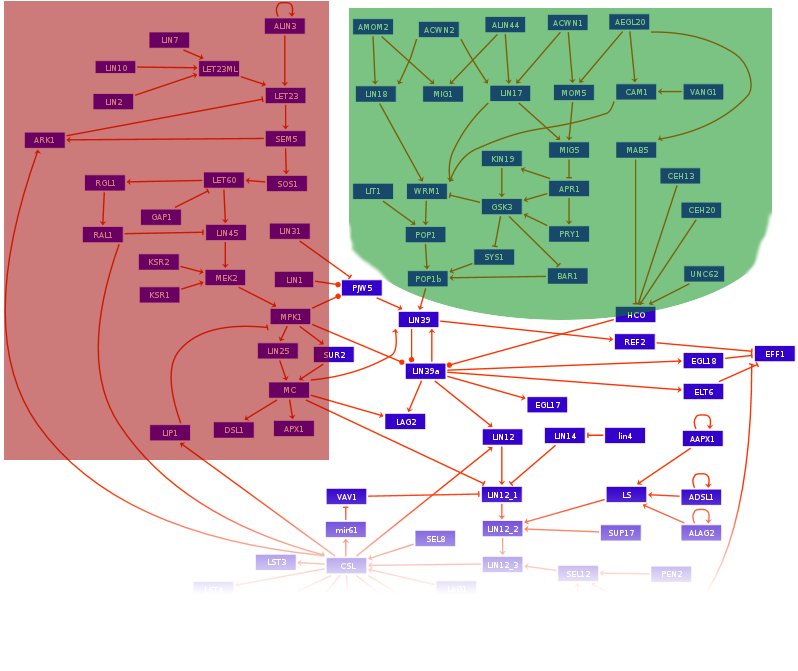 ALIN3
LIN7
LIN10
LET23ML
LIN2
LET23
ARK1
SEM5
RGL1
LET60
SOS1
GAP1
RAL1
LIN45
LIN31
KSR2
MEK2
KSR1
LIN1
PJW5
MPK1
LIN25
SUR2
MC
LIP1
DSL1
APX1
AMOM2
ACWN2
ALIN44
ACWN1
AEGL20
LIN18
MIG1
LIN17
MOM5
CAM1
VANG1
KIN19
MIG5
MAB5
LIT1
WRM1
APR1
CEH13
GSK3
CEH20
POP1
PRY1
SYS1
POP1b
BAR1
UNC62
HCO
LIN39
REF2
EFF1
LIN39a
EGL18
ELT6
LAG2
EGL17
LIN12
LIN14
lin4
AAPX1
VAV1
LIN12_1
LS
ADSL1
mir61
LIN12_2
SUP17
ALAG2
SEL8
LST3
CSL
LIN12_3
SEL12
PEN2